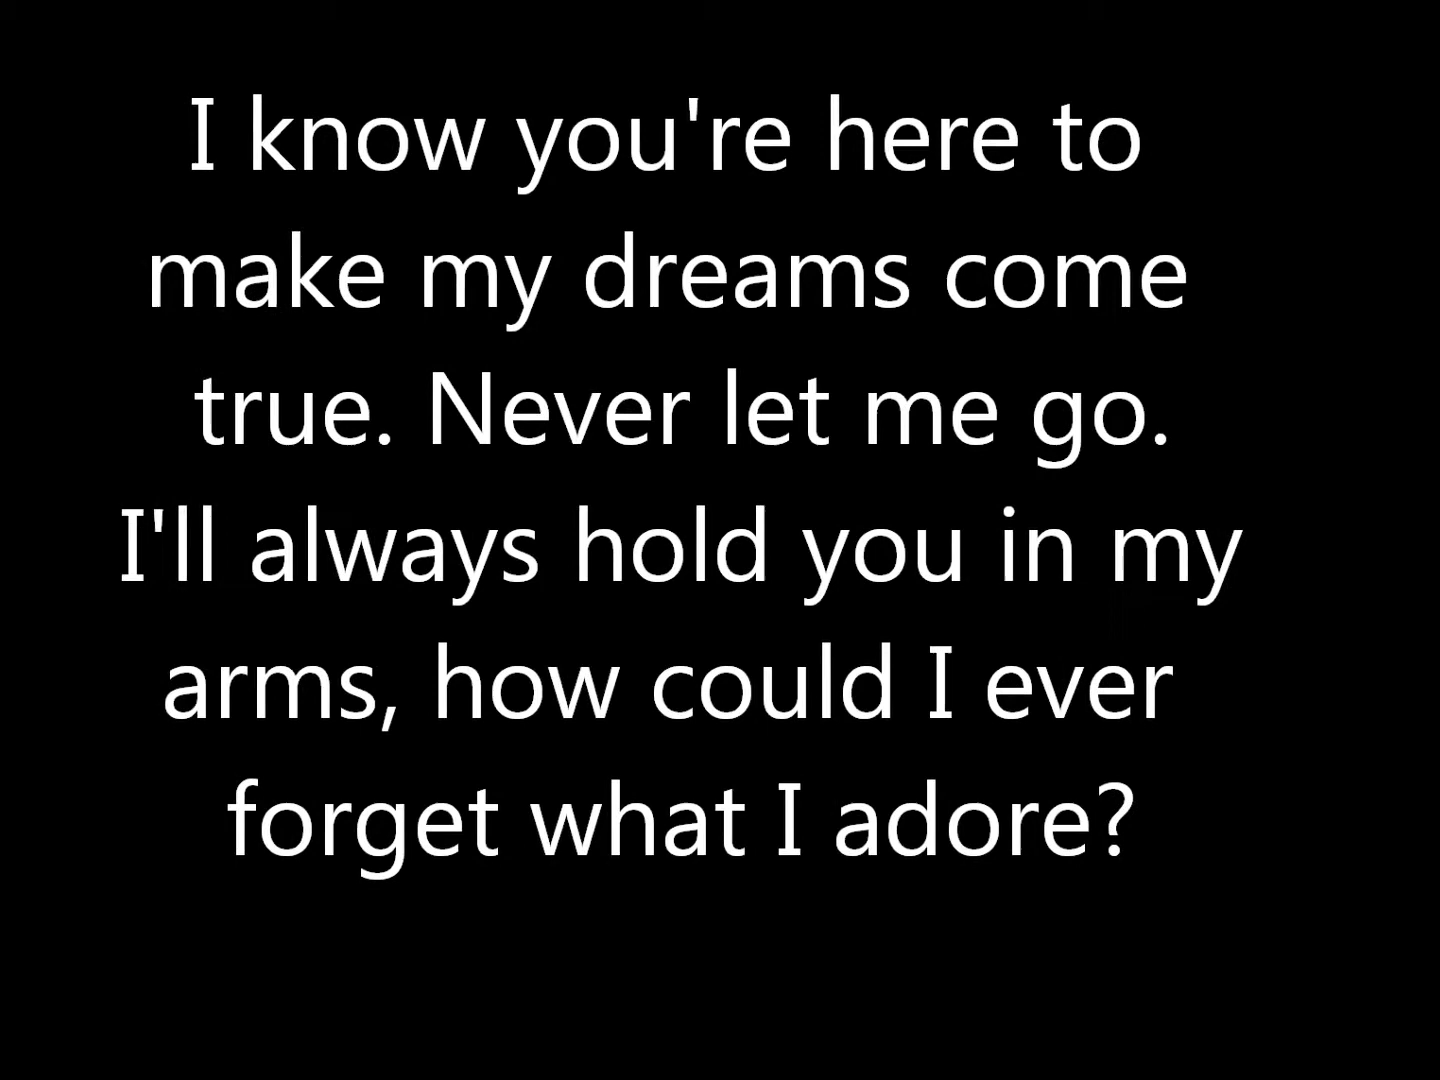 I know you're here to
make my dreams come
true. Never let me go.
I'll always hold you in my
arms, how could I ever
forget what I adore?